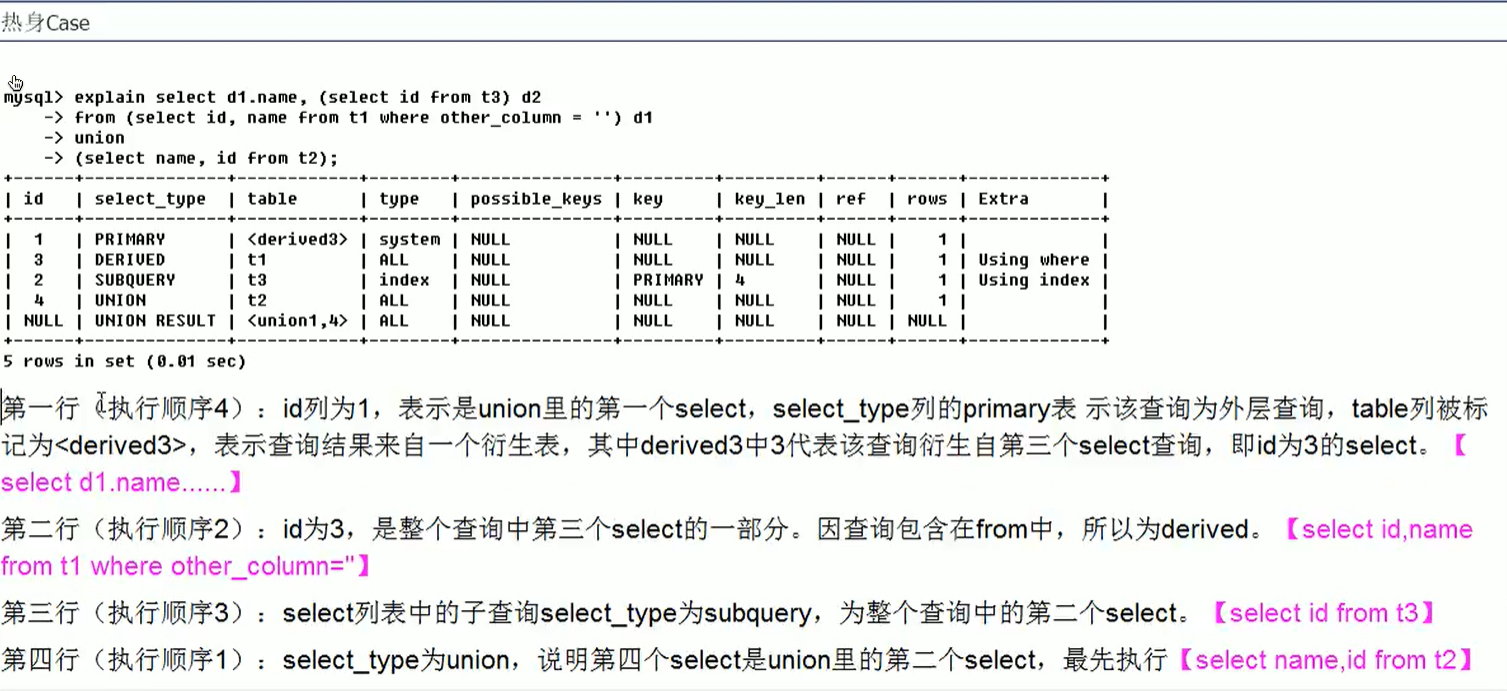 热身Case
mysql> explain select d1.name, (select id from t3) d2
    -> from (select id, name from t1 where other_column = '') d1
    -> union
    -> (select name, id from t2);
+------+--------------+------------+--------+---------------+---------+---------+------+------+-------------+
| id   | select_type  | table      | type   | possible_keys | key     | key_len | ref  | rows | Extra       |
+------+--------------+------------+--------+---------------+---------+---------+------+------+-------------+
|  1   | PRIMARY      | <derived3> | system | NULL          | NULL    | NULL    | NULL |    1 |             |
|  3   | DERIVED      | t1         | ALL    | NULL          | NULL    | NULL    | NULL |    1 | Using where |
|  2   | SUBQUERY     | t3         | index  | NULL          | PRIMARY | 4       | NULL |    1 | Using index |
|  4   | UNION        | t2         | ALL    | NULL          | NULL    | NULL    | NULL |    1 |             |
| NULL | UNION RESULT | <union1,4> | ALL    | NULL          | NULL    | NULL    | NULL | NULL |             |
+------+--------------+------------+--------+---------------+---------+---------+------+------+-------------+
5 rows in set (0.01 sec)
第一行（执行顺序4）：id列为1，表示是union里的第一个select，select_type列的primary表 示该查询为外层查询，table列被标
记为<derived3>，表示查询结果来自一个衍生表，其中derived3中3代表该查询衍生自第三个select查询，即id为3的select。【
select d1.name......】
第二行（执行顺序2）：id为3，是整个查询中第三个select的一部分。因查询包含在from中，所以为derived。【select id,name
from t1 where other_column=''】
第三行（执行顺序3）：select列表中的子查询select_type为subquery，为整个查询中的第二个select。【select id from t3】
第四行（执行顺序1）：select_type为union，说明第四个select是union里的第二个select，最先执行【select name,id from t2】